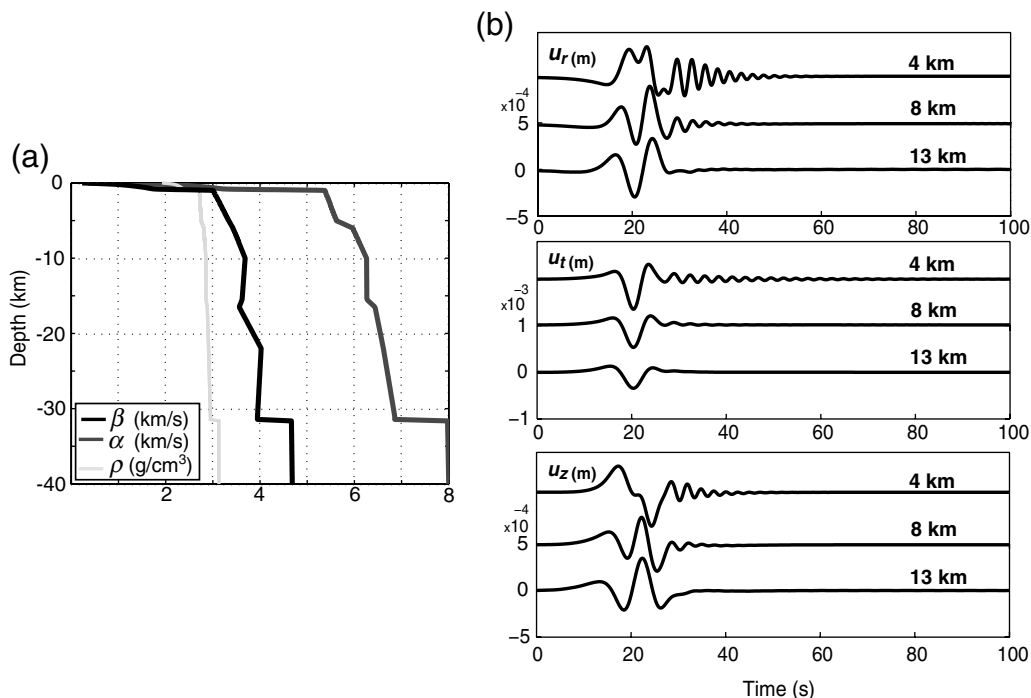 (a)
0
-10
-20
-30
-40
Depth (km)
β (km/s)
α (km/s)
ρ (g/cm³)
2
4
6
8
(b)
u_r (m)
4 km
x10⁻⁴
5
8 km
0
13 km
−5
0
20
40
60
80
100
u_t (m)
4 km
x10⁻³
1
8 km
0
13 km
−1
0
20
40
60
80
100
u_z (m)
4 km
x10⁻⁴
5
8 km
0
13 km
−5
0
20
40
60
80
100
Time (s)